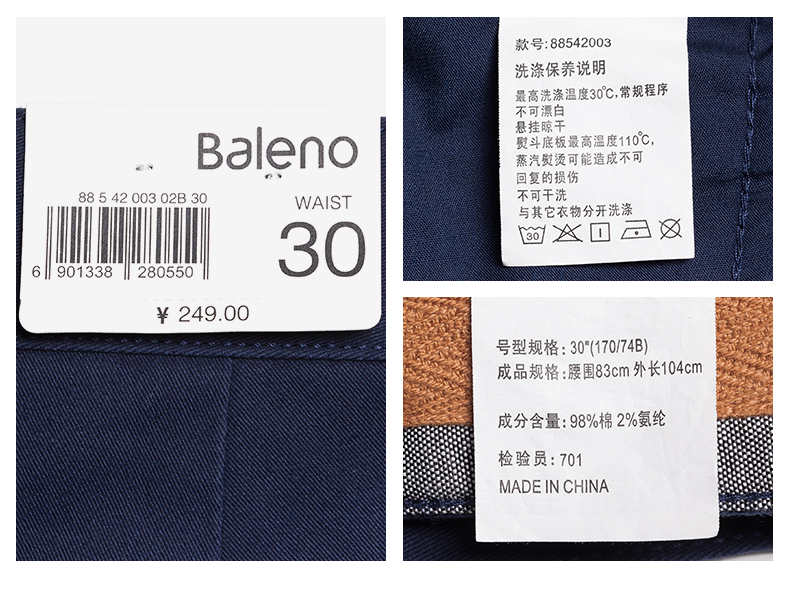 Baleno
88 5 42 003 02B 30
WAIST
30
6 901338 280550
¥ 249.00
款号:88542003
洗涤保养说明
最高洗涤温度30℃,常规程序
不可漂白
悬挂晾干
熨斗底板最高温度110℃,
蒸汽熨烫可能造成不可
回复的损伤
不可干洗
与其它衣物分开洗涤
30
号型规格:30"(170/74B)
成品规格:腰围83cm 外长104cm
成分含量:98%棉 2%氨纶
检验员:701
MADE IN CHINA